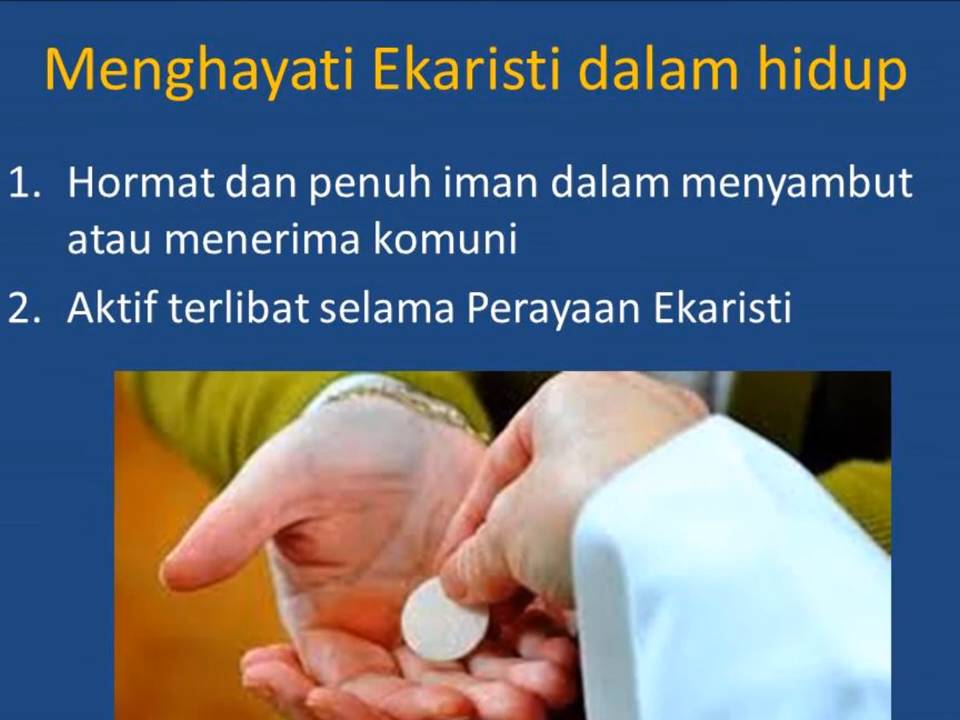 Menghayati Ekaristi dalam hidup
1. Hormat dan penuh iman dalam menyambut
atau menerima komuni
2. Aktif terlibat selama Perayaan Ekaristi